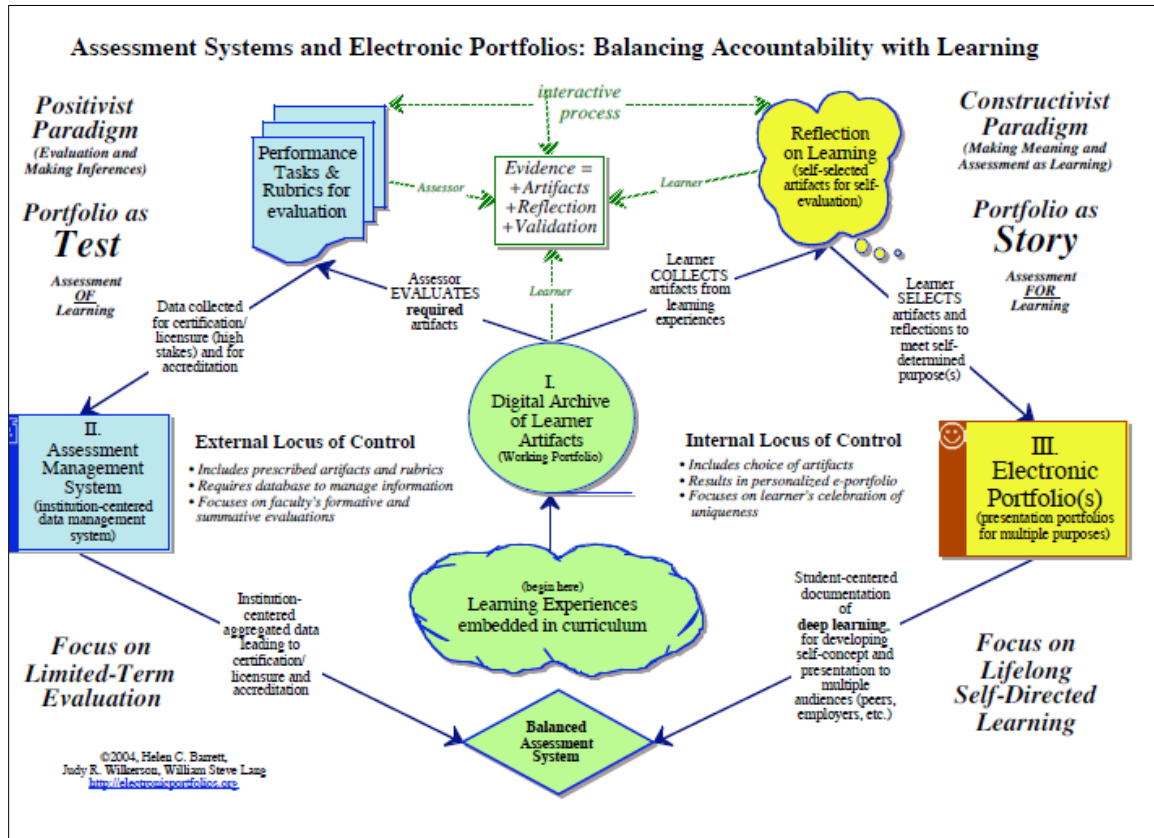 Assessment Systems and Electronic Portfolios: Balancing Accountability with Learning
Positivist
Paradigm
(Evaluation and
Making Inferences)
Portfolio as
Test
Assessment
OF
Learning
Performance
Tasks &
Rubrics for
evaluation
interactive
process
Assessor
Evidence =
+Artifacts
+Reflection
+Validation
Learner
Reflection
on Learning
(self-selected
artifacts for self-
evaluation)
Constructivist
Paradigm
(Making Meaning and
Assessment as Learning)
Portfolio as
Story
Assessment
FOR
Learning
Data collected
for certification/
licensure (high
stakes) and for
accreditation
Assessor
EVALUATES
required
artifacts
Learner
Learner
COLLECTS
artifacts from
learning
experiences
Learner
SELECTS
artifacts and
reflections to
meet self-
determined
purpose(s)
I.
Digital Archive
of Learner
Artifacts
(Working Portfolio)
II.
Assessment
Management
System
(institution-centered
data management
system)
External Locus of Control
• Includes prescribed artifacts and rubrics
• Requires database to manage information
• Focuses on faculty's formative and
summative evaluations
Internal Locus of Control
• Includes choice of artifacts
• Results in personalized e-portfolio
• Focuses on learner's celebration of
uniqueness
III.
Electronic
Portfolio(s)
(presentation portfolios
for multiple purposes)
(begin here)
Learning Experiences
embedded in curriculum
Institution-
centered
aggregated data
leading to
certification/
licensure and
accreditation
Student-centered
documentation
of
deep learning,
for developing
self-concept and
presentation to
multiple
audiences (peers,
employers, etc.)
Focus on
Limited-Term
Evaluation
Focus on
Lifelong
Self-Directed
Learning
Balanced
Assessment
System
©2004, Helen C. Barrett,
Judy R. Wilkerson, William Steve Lang
http://electronicportfolios.org